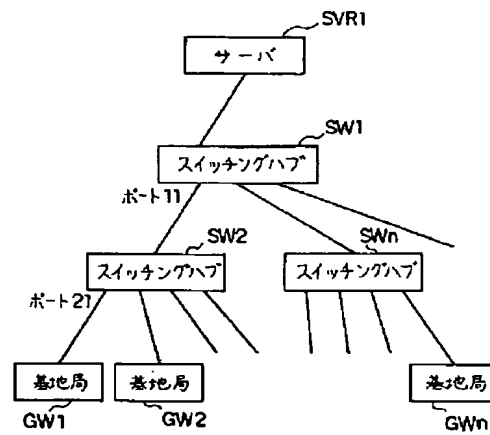 SVR1
サーバ
SW1
スイッチングハブ
ポート11
SW2
SWn
スイッチングハブ
スイッチングハブ
ポート21
基地局
基地局
基地局
GW1
GW2
GWn